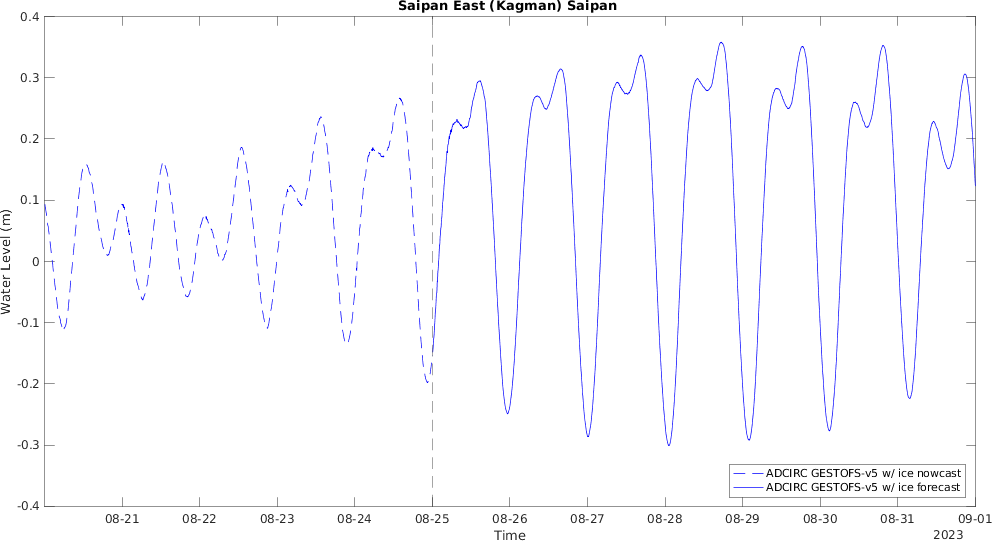 Saipan East (Kagman) Saipan
0.4
0.3
0.2
0.1
0
-0.1
-0.2
-0.3
-0.4
Water Level (m)
ADCIRC GESTOFS-v5 w/ ice nowcast
ADCIRC GESTOFS-v5 w/ ice forecast
08-21 08-22 08-23 08-24 08-25 08-26 08-27 08-28 08-29 08-30 08-31 09-01
Time
2023